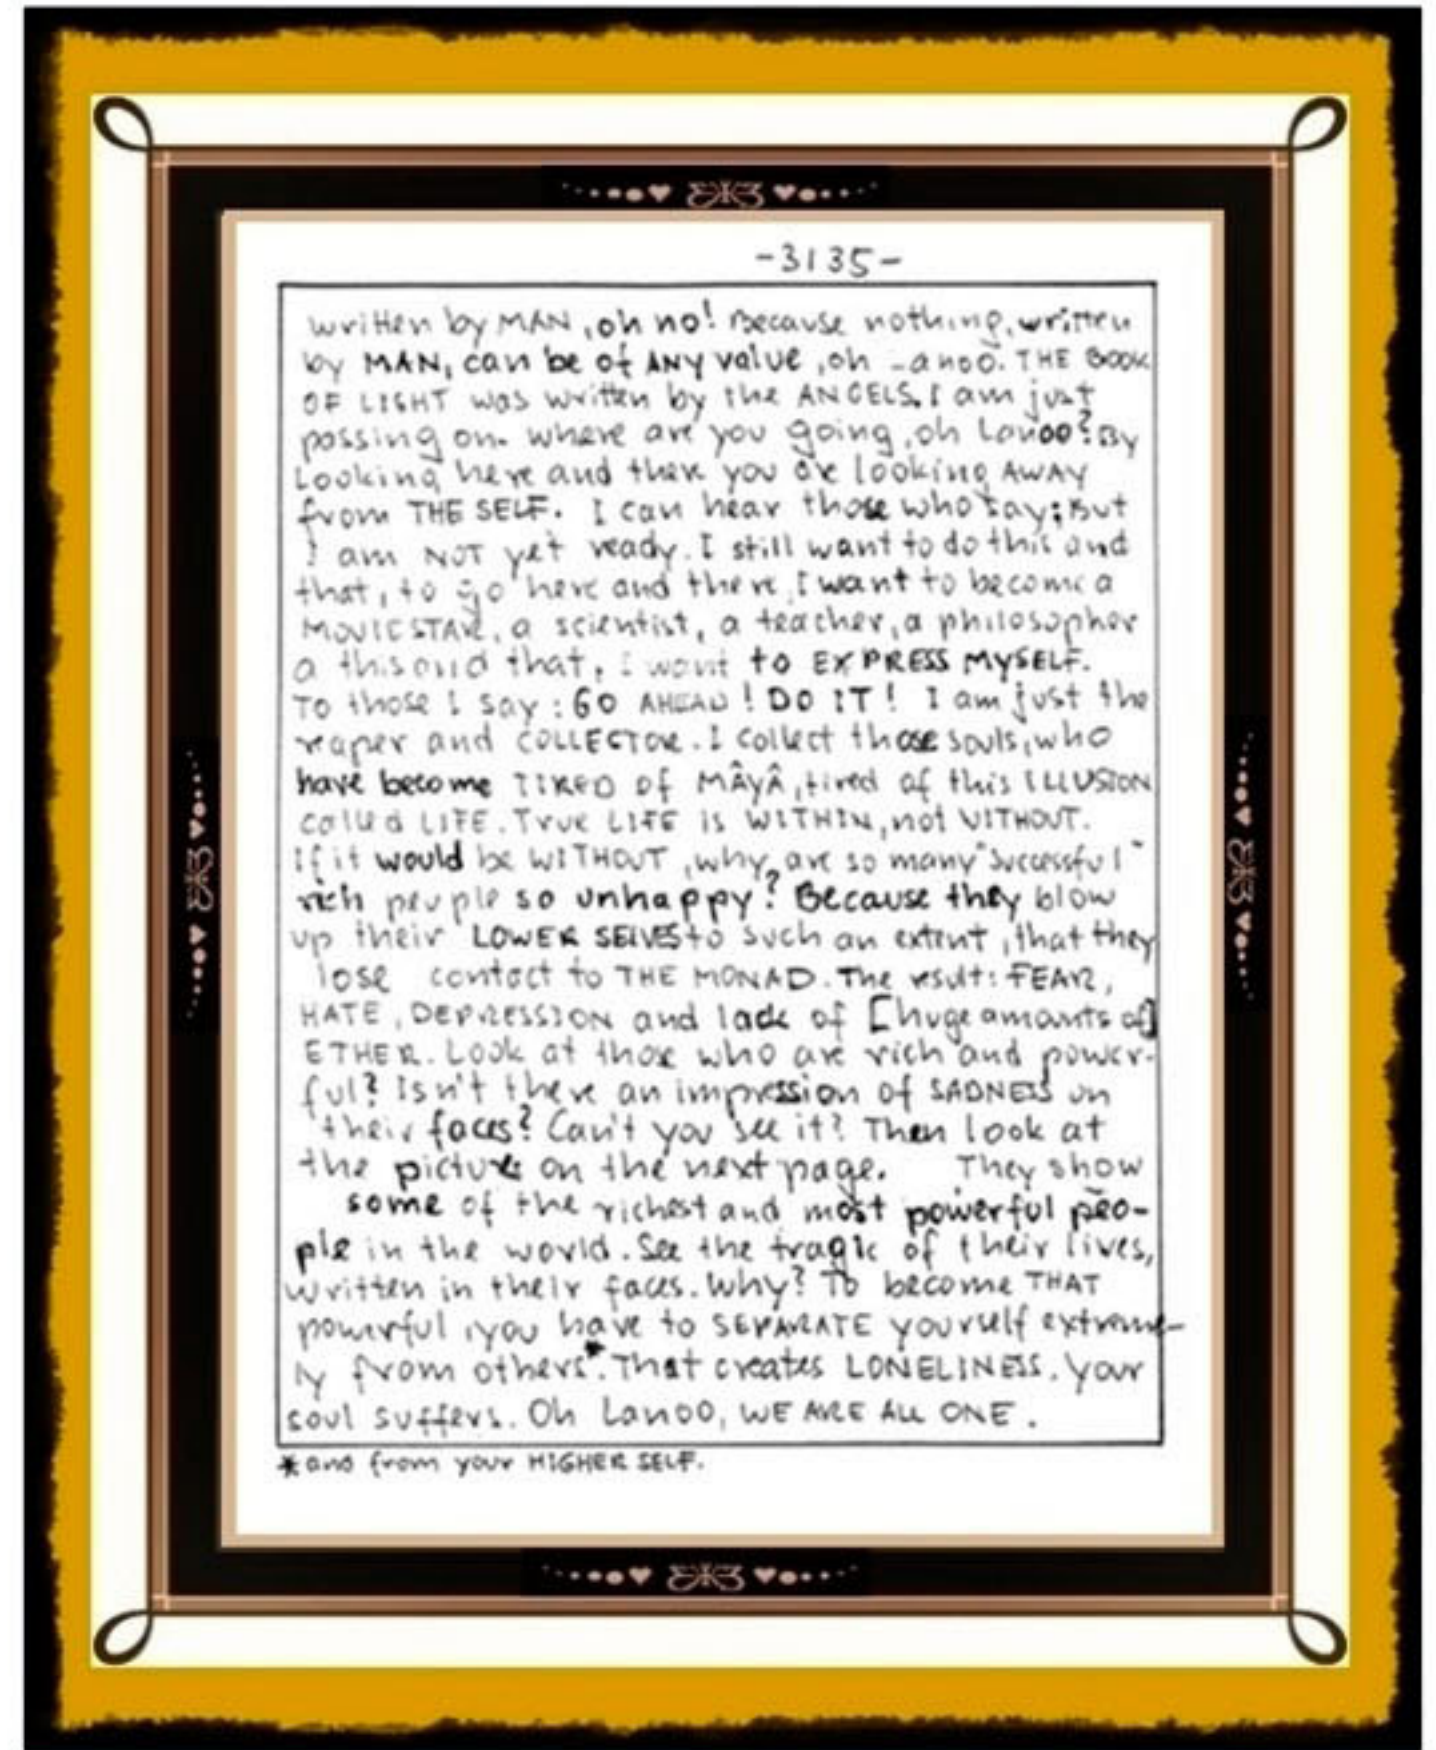 -3135-
written by MAN, oh no! Because nothing, written
by MAN, can be of ANY value, oh -anoo. THE BOOK
OF LIGHT was written by the ANGELS. I am just
passing on. where are you going, oh Lanoo? By
Looking here and there you are looking AWAY
from THE SELF. I can hear those who say: But
I am NOT yet ready. I still want to do this and
that, to go here and there, I want to become a
MOVIESTAR, a scientist, a teacher, a philosopher
a this and that, I want to EXPRESS MYSELF.
To those I say: GO AHEAD! DO IT! I am just the
reaper and COLLECTOR. I collect those souls, who
have become TIRED of MÂYÂ, tired of this ILLUSION
called LIFE. True LIFE is WITHIN, not VITHOUT.
If it would be WITHOUT, why are so many "successful"
rich people so unhappy? Because they blow
up their LOWER SELVES to such an extent, that they
lose contact to THE MONAD. The result: FEAR,
HATE, DEPRESSION and lack of [huge amounts of]
ETHER. Look at those who are rich and power-
ful? Isn't there an impression of SADNESS on
their faces? Can't you see it? Then look at
the picture on the next page. They show
some of the richest and most powerful peo-
ple in the world. See the tragic of their lives,
written in their faces. Why? To become THAT
powerful, you have to SEPARATE yourself extreme-
ly from others*. That creates LONELINESS. Your
soul suffers. Oh Lanoo, WE ARE ALL ONE.
*and from your HIGHER SELF.